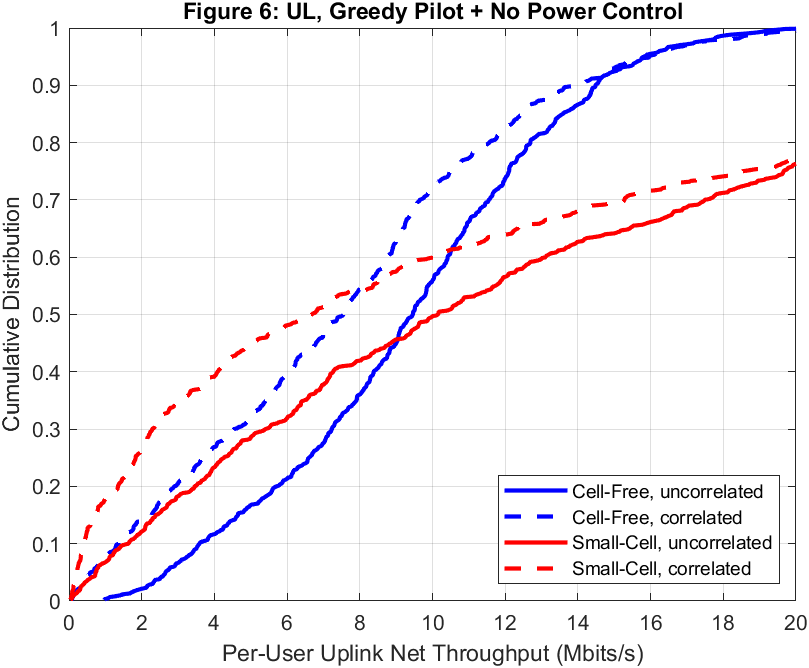 Figure 6: UL, Greedy Pilot + No Power Control
1
0.9
0.8
0.7
0.6
0.5
0.4
0.3
0.2
0.1
0
Cumulative Distribution
Cell-Free, uncorrelated
Cell-Free, correlated
Small-Cell, uncorrelated
Small-Cell, correlated
0 2 4 6 8 10 12 14 16 18 20
Per-User Uplink Net Throughput (Mbits/s)